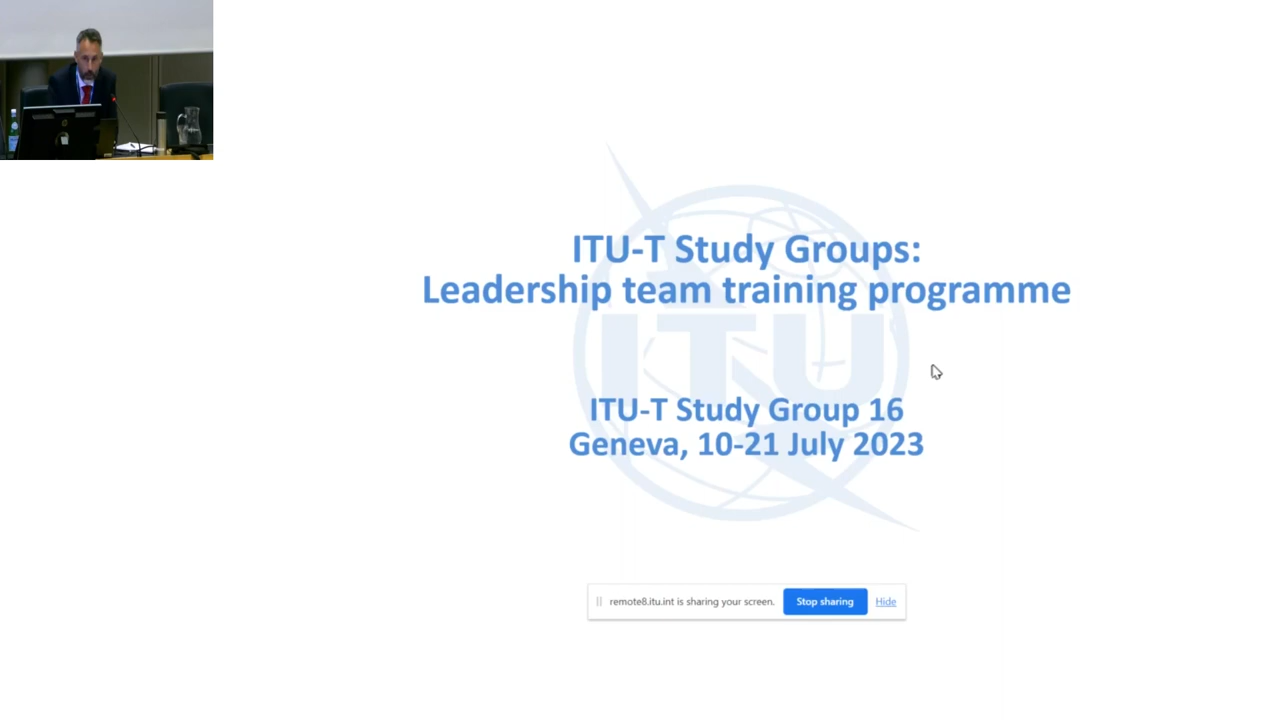 ITU-T Study Groups:
Leadership team training programme
ITU
ITU-T Study Group 16
Geneva, 10-21 July 2023
remote8.itu.int is sharing your screen.
Stop sharing
Hide